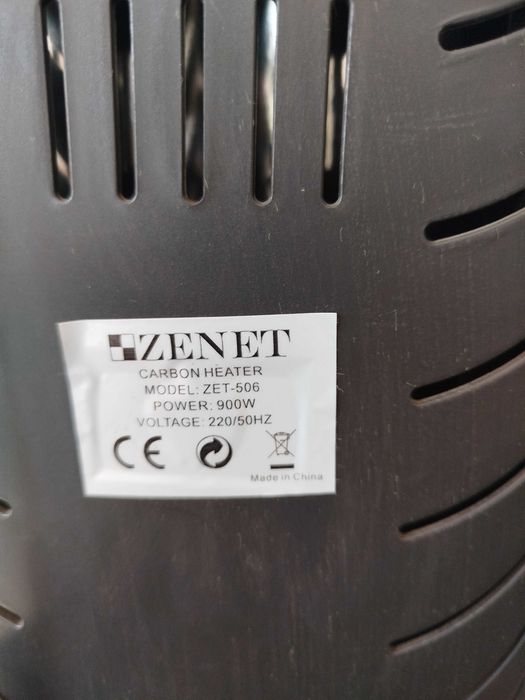 ZENET
CARBON HEATER
MODEL: ZET-506
POWER: 900W
VOLTAGE: 220/50HZ
CE
Made in China